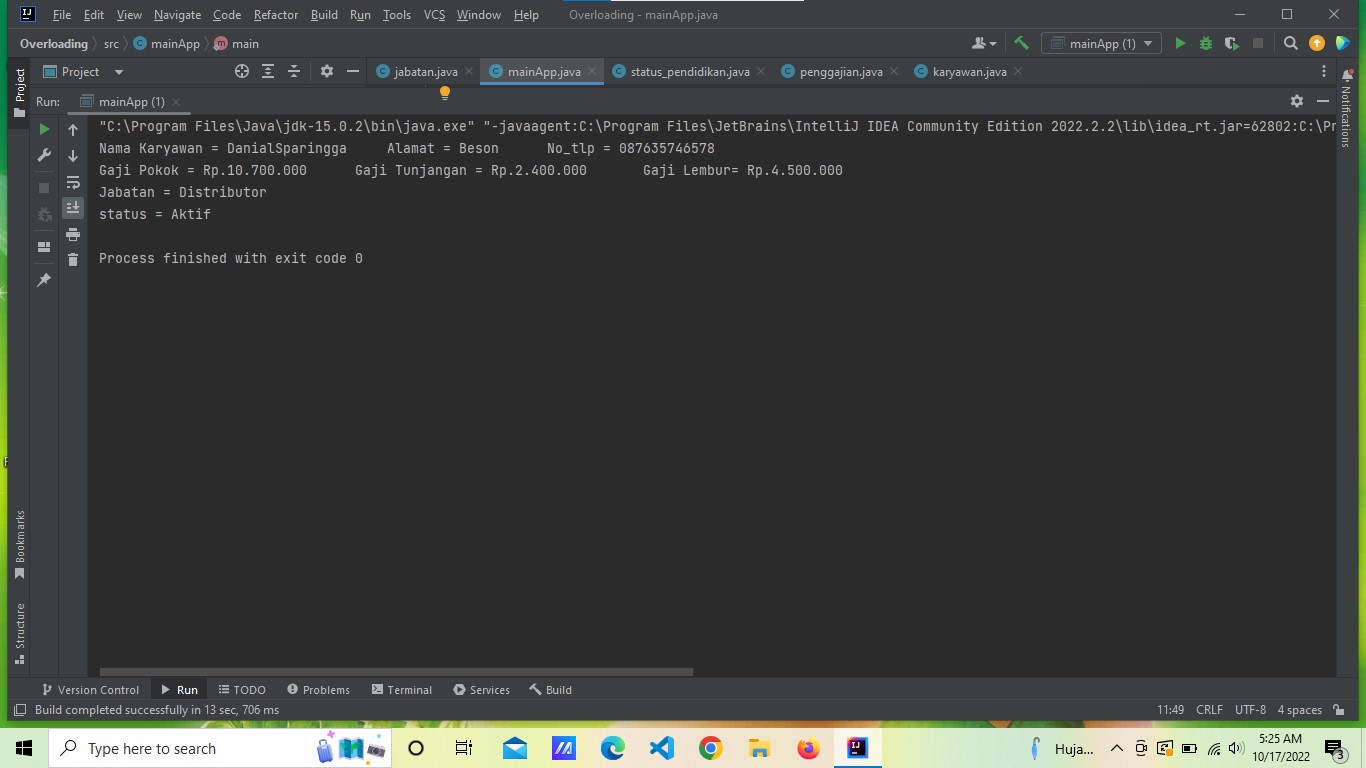 File Edit View Navigate Code Refactor Build Run Tools VCS Window Help Overloading - mainApp.java
Overloading src mainApp main mainApp (1)
Project jabatan.java mainApp.java status_pendidikan.java penggajian.java karyawan.java
Project
Notifications
Run: mainApp (1)
"C:\Program Files\Java\jdk-15.0.2\bin\java.exe" "-javaagent:C:\Program Files\JetBrains\IntelliJ IDEA Community Edition 2022.2.2\lib\idea_rt.jar=62802:C:\Pr
Nama Karyawan = DanialSparingga Alamat = Beson No_tlp = 087635746578
Gaji Pokok = Rp.10.700.000 Gaji Tunjangan = Rp.2.400.000 Gaji Lembur= Rp.4.500.000
Jabatan = Distributor
status = Aktif
Process finished with exit code 0
Bookmarks
Structure
Version Control Run TODO Problems Terminal Services Build
Build completed successfully in 13 sec, 706 ms 11:49 CRLF UTF-8 4 spaces
Type here to search Huja... 5:25 AM
10/17/2022 3